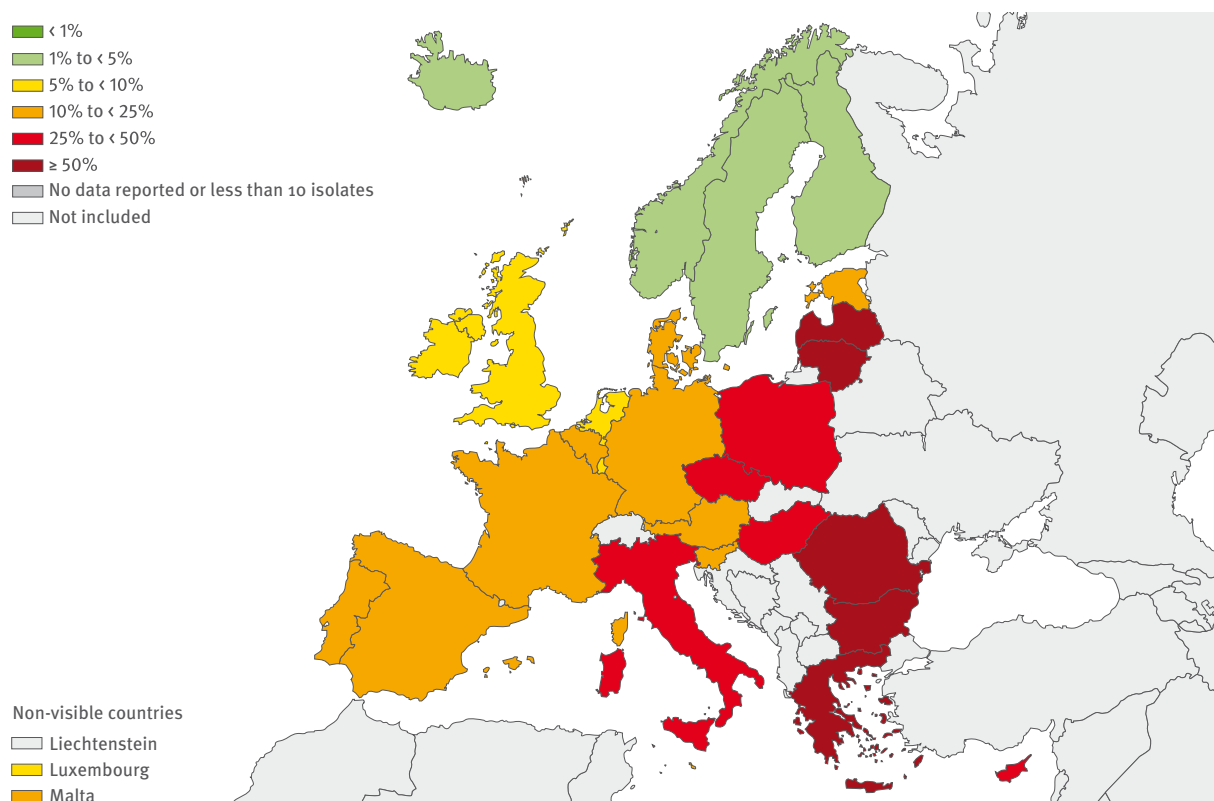 < 1%
1% to < 5%
5% to < 10%
10% to < 25%
25% to < 50%
≥ 50%
No data reported or less than 10 isolates
Not included
Non-visible countries
Liechtenstein
Luxembourg
Malta